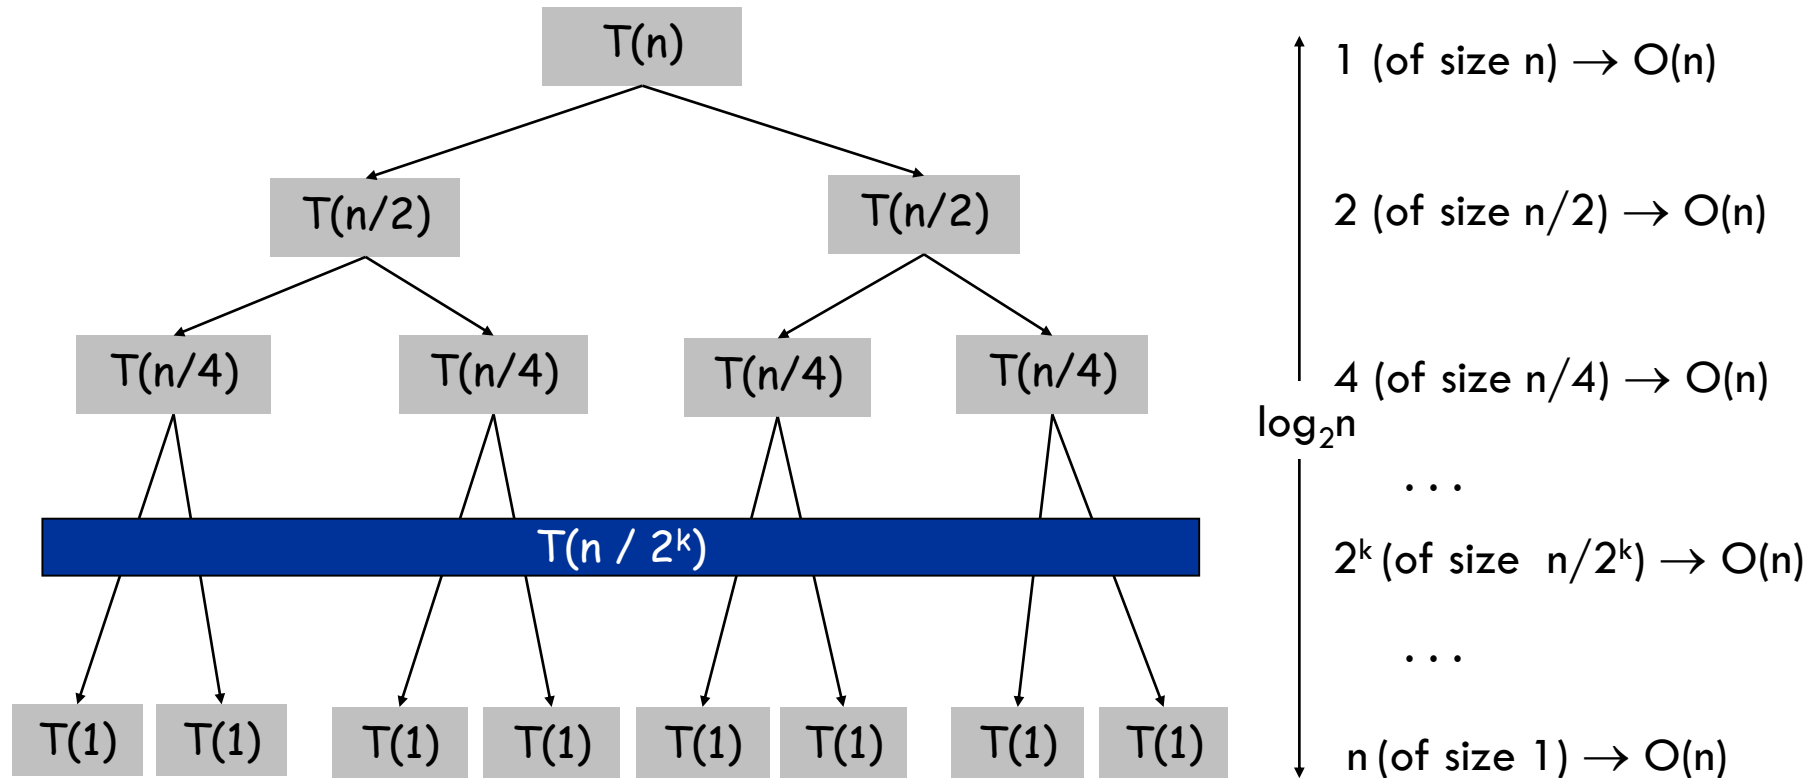 T(n)
1 (of size n) → O(n)
T(n/2) T(n/2)
2 (of size n/2) → O(n)
T(n/4) T(n/4) T(n/4) T(n/4)
4 (of size n/4) → O(n)
log₂n
. . .
T(n / 2ᵏ)
2ᵏ (of size n/2ᵏ) → O(n)
. . .
T(1) T(1) T(1) T(1) T(1) T(1) T(1) T(1)
n (of size 1) → O(n)